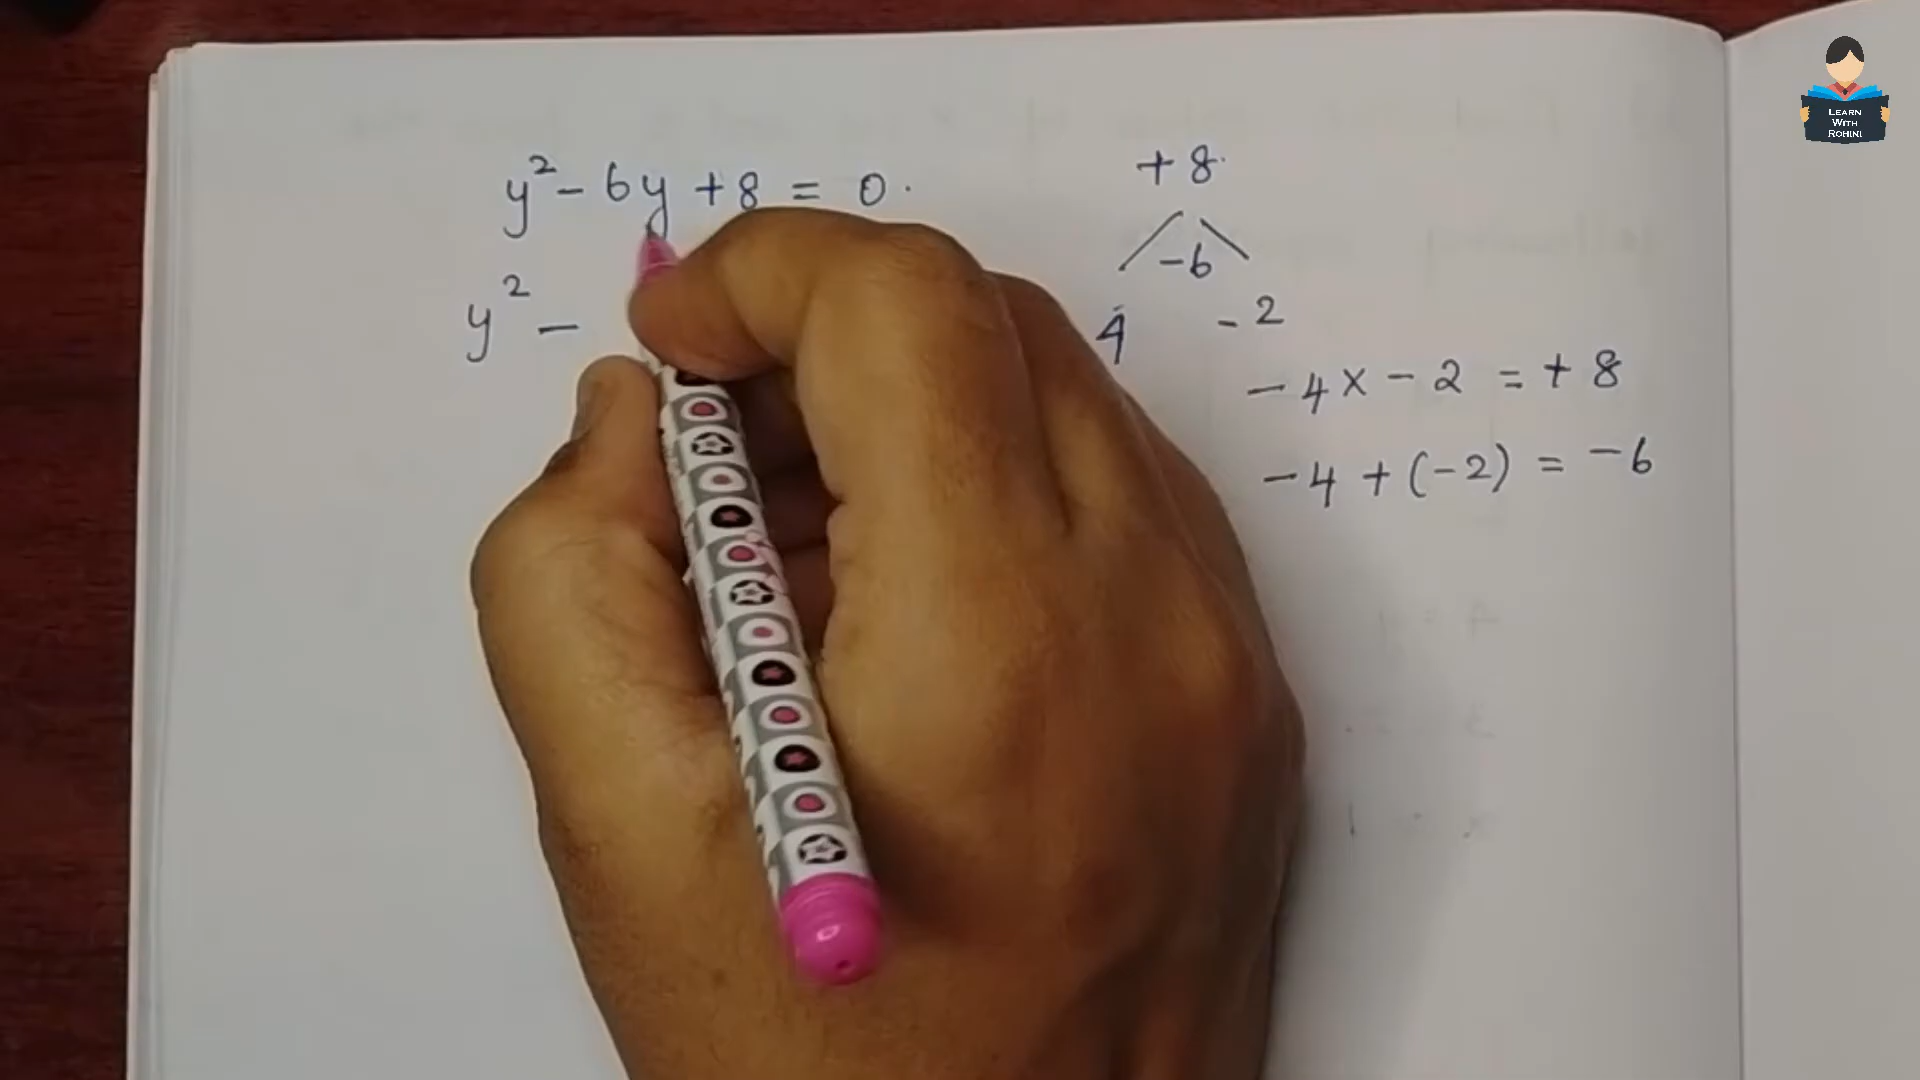 y² - 6y + 8 = 0.
y² -
+ 8.
- 6
4 - 2
- 4 x - 2 = + 8
- 4 + (-2) = - 6
LEARN
WITH
ROHINI